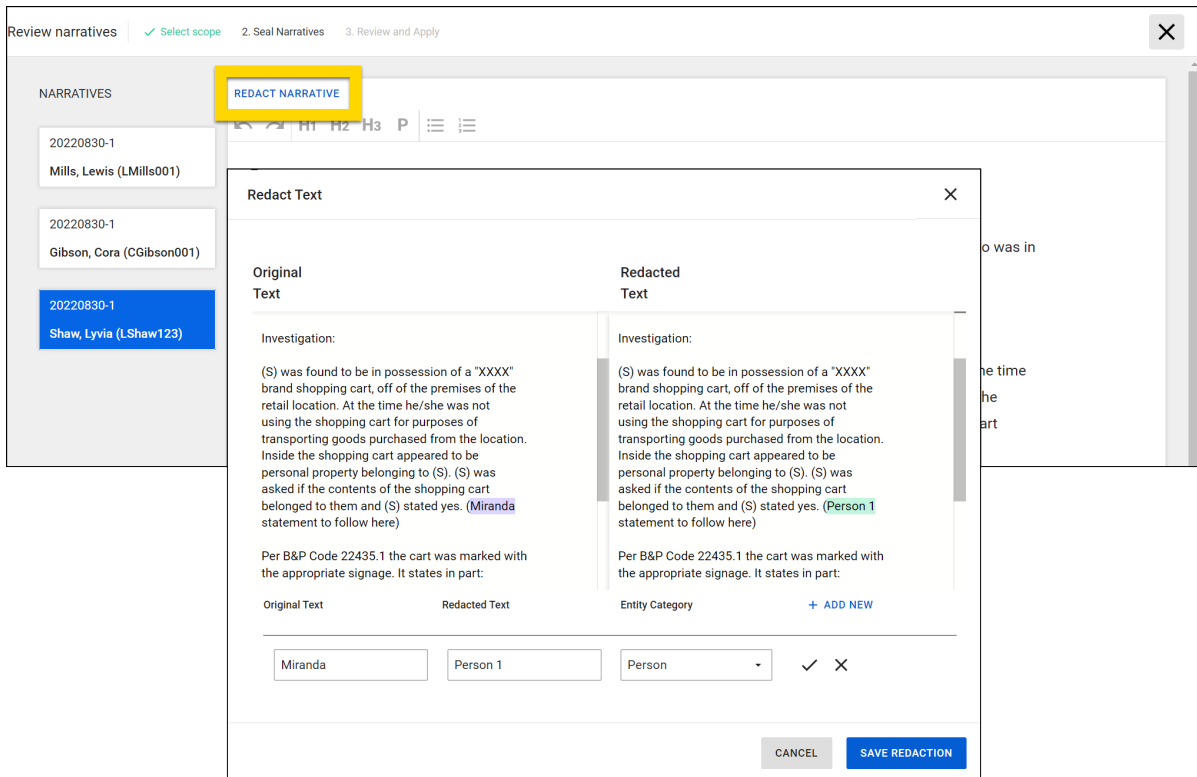 Review narratives
Select scope
2. Seal Narratives
3. Review and Apply
NARRATIVES
REDACT NARRATIVE
H1 H2 H3 P
20220830-1
Mills, Lewis (LMills001)
20220830-1
Gibson, Cora (CGibson001)
20220830-1
Shaw, Lyvia (LShaw123)
o was in
he time
he
art
Redact Text
Original
Text
Investigation:
(S) was found to be in possession of a "XXXX"
brand shopping cart, off of the premises of the
retail location. At the time he/she was not
using the shopping cart for purposes of
transporting goods purchased from the location.
Inside the shopping cart appeared to be
personal property belonging to (S). (S) was
asked if the contents of the shopping cart
belonged to them and (S) stated yes. (Miranda
statement to follow here)
Per B&P Code 22435.1 the cart was marked with
the appropriate signage. It states in part:
Redacted
Text
Investigation:
(S) was found to be in possession of a "XXXX"
brand shopping cart, off of the premises of the
retail location. At the time he/she was not
using the shopping cart for purposes of
transporting goods purchased from the location.
Inside the shopping cart appeared to be
personal property belonging to (S). (S) was
asked if the contents of the shopping cart
belonged to them and (S) stated yes. (Person 1
statement to follow here)
Per B&P Code 22435.1 the cart was marked with
the appropriate signage. It states in part:
Original Text
Redacted Text
Entity Category
+ ADD NEW
Miranda
Person 1
Person
CANCEL
SAVE REDACTION